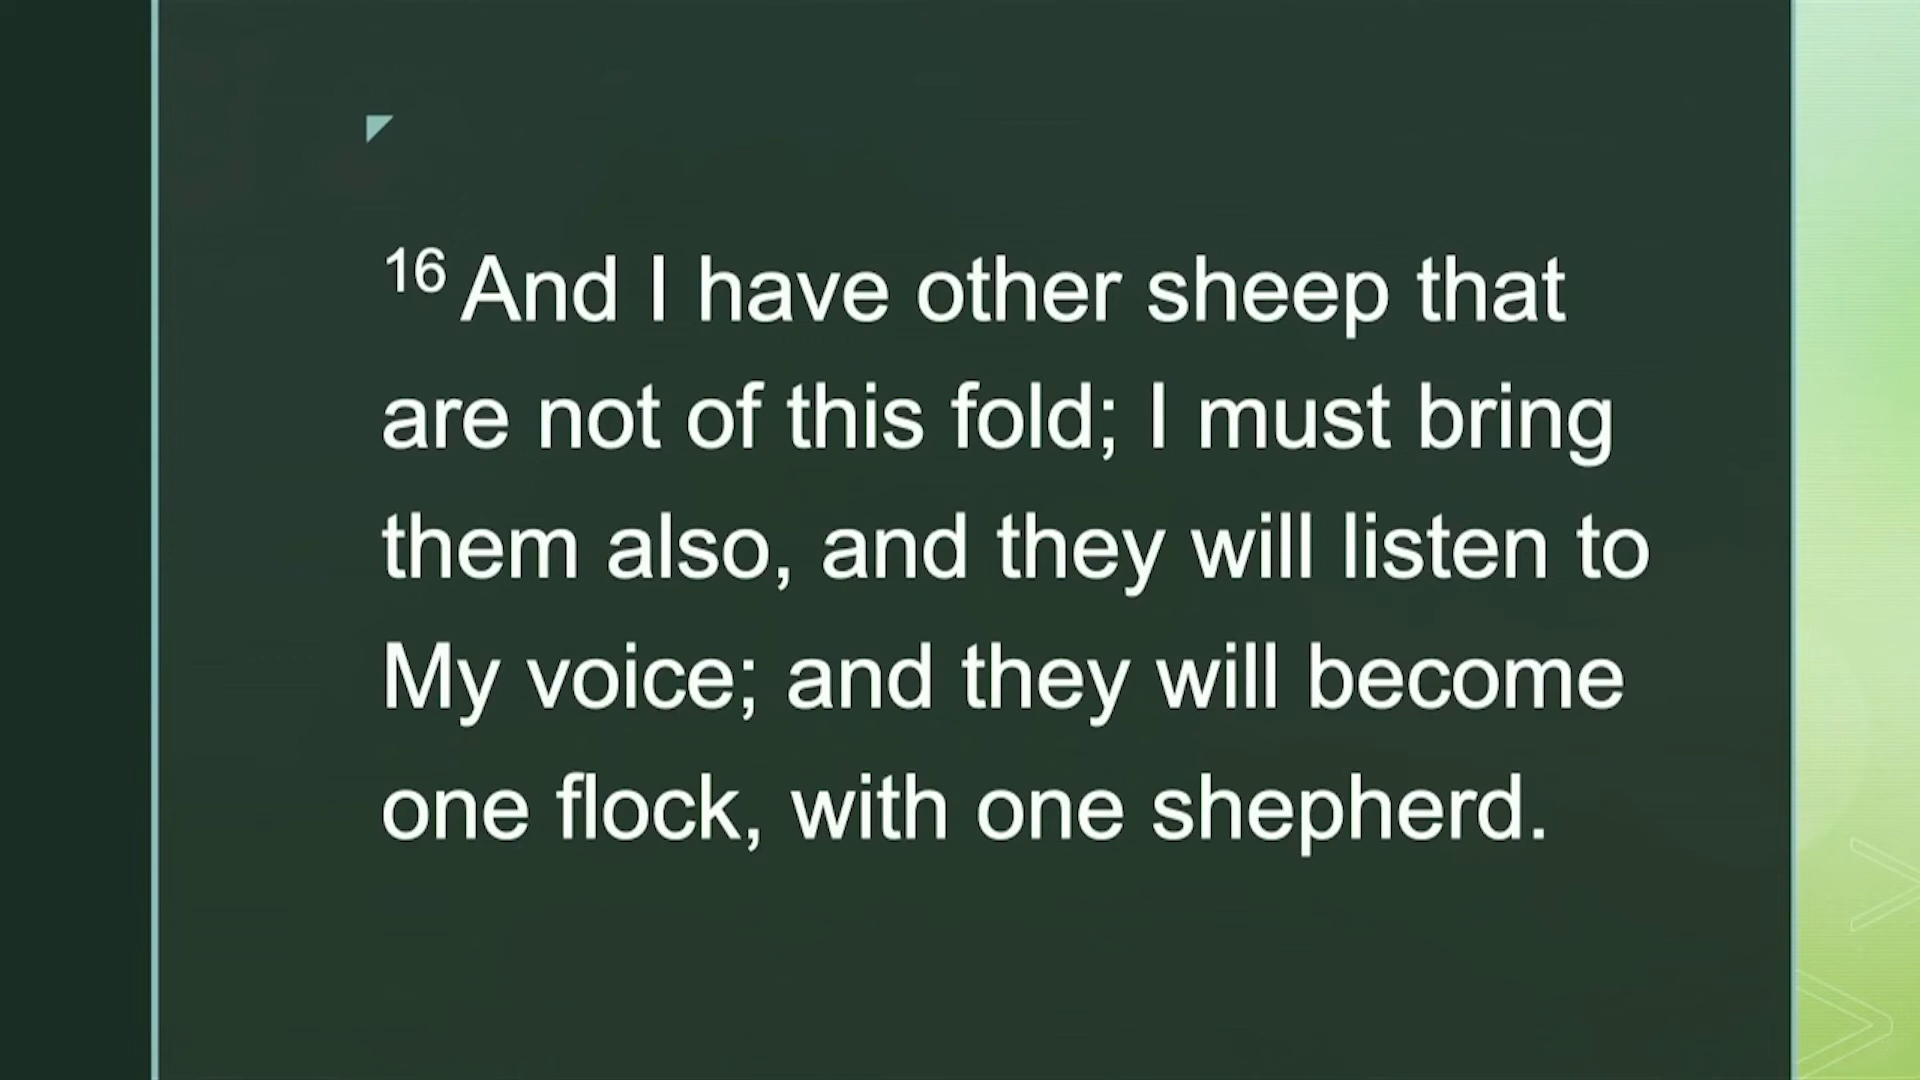 16 And I have other sheep that
are not of this fold; I must bring
them also, and they will listen to
My voice; and they will become
one flock, with one shepherd.